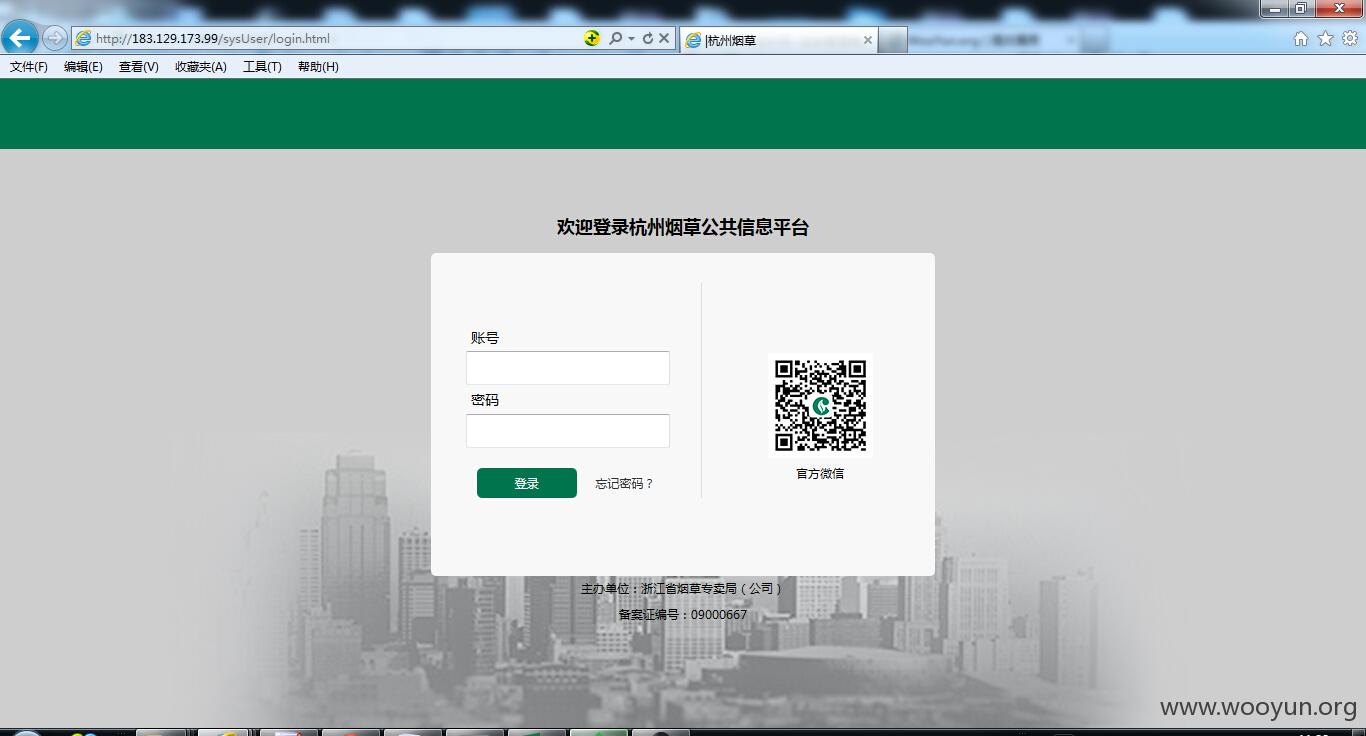 http://183.129.173.99/sysUser/login.html
|杭州烟草
文件(F) 编辑(E) 查看(V) 收藏夹(A) 工具(T) 帮助(H)
欢迎登录杭州烟草公共信息平台
账号
密码
登录 忘记密码？
官方微信
主办单位：浙江省烟草专卖局（公司）
备案证编号：09000667
www.wooyun.org